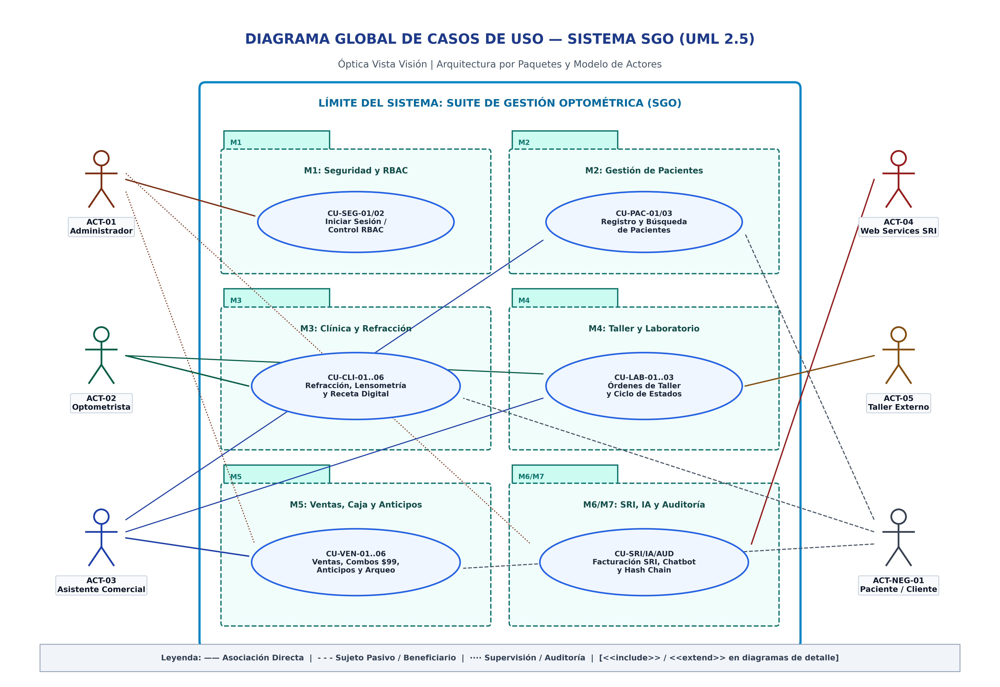 DIAGRAMA GLOBAL DE CASOS DE USO — SISTEMA SGO (UML 2.5)
Óptica Vista Visión | Arquitectura por Paquetes y Modelo de Actores
LÍMITE DEL SISTEMA: SUITE DE GESTIÓN OPTOMÉTRICA (SGO)
M1
M1: Seguridad y RBAC
CU-SEG-01/02
Iniciar Sesión /
Control RBAC
M2
M2: Gestión de Pacientes
CU-PAC-01/03
Registro y Búsqueda
de Pacientes
ACT-01
Administrador
ACT-04
Web Services SRI
M3
M3: Clínica y Refracción
CU-CLI-01..06
Refracción, Lensometría
y Receta Digital
M4
M4: Taller y Laboratorio
CU-LAB-01..03
Órdenes de Taller
y Ciclo de Estados
ACT-02
Optometrista
ACT-05
Taller Externo
M5
M5: Ventas, Caja y Anticipos
CU-VEN-01..06
Ventas, Combos $99,
Anticipos y Arqueo
M6/M7
M6/M7: SRI, IA y Auditoría
CU-SRI/IA/AUD
Facturación SRI, Chatbot
y Hash Chain
ACT-03
Asistente Comercial
ACT-NEG-01
Paciente / Cliente
Leyenda: —— Asociación Directa | - - - Sujeto Pasivo / Beneficiario | ···· Supervisión / Auditoría | [<<include>> / <<extend>> en diagramas de detalle]